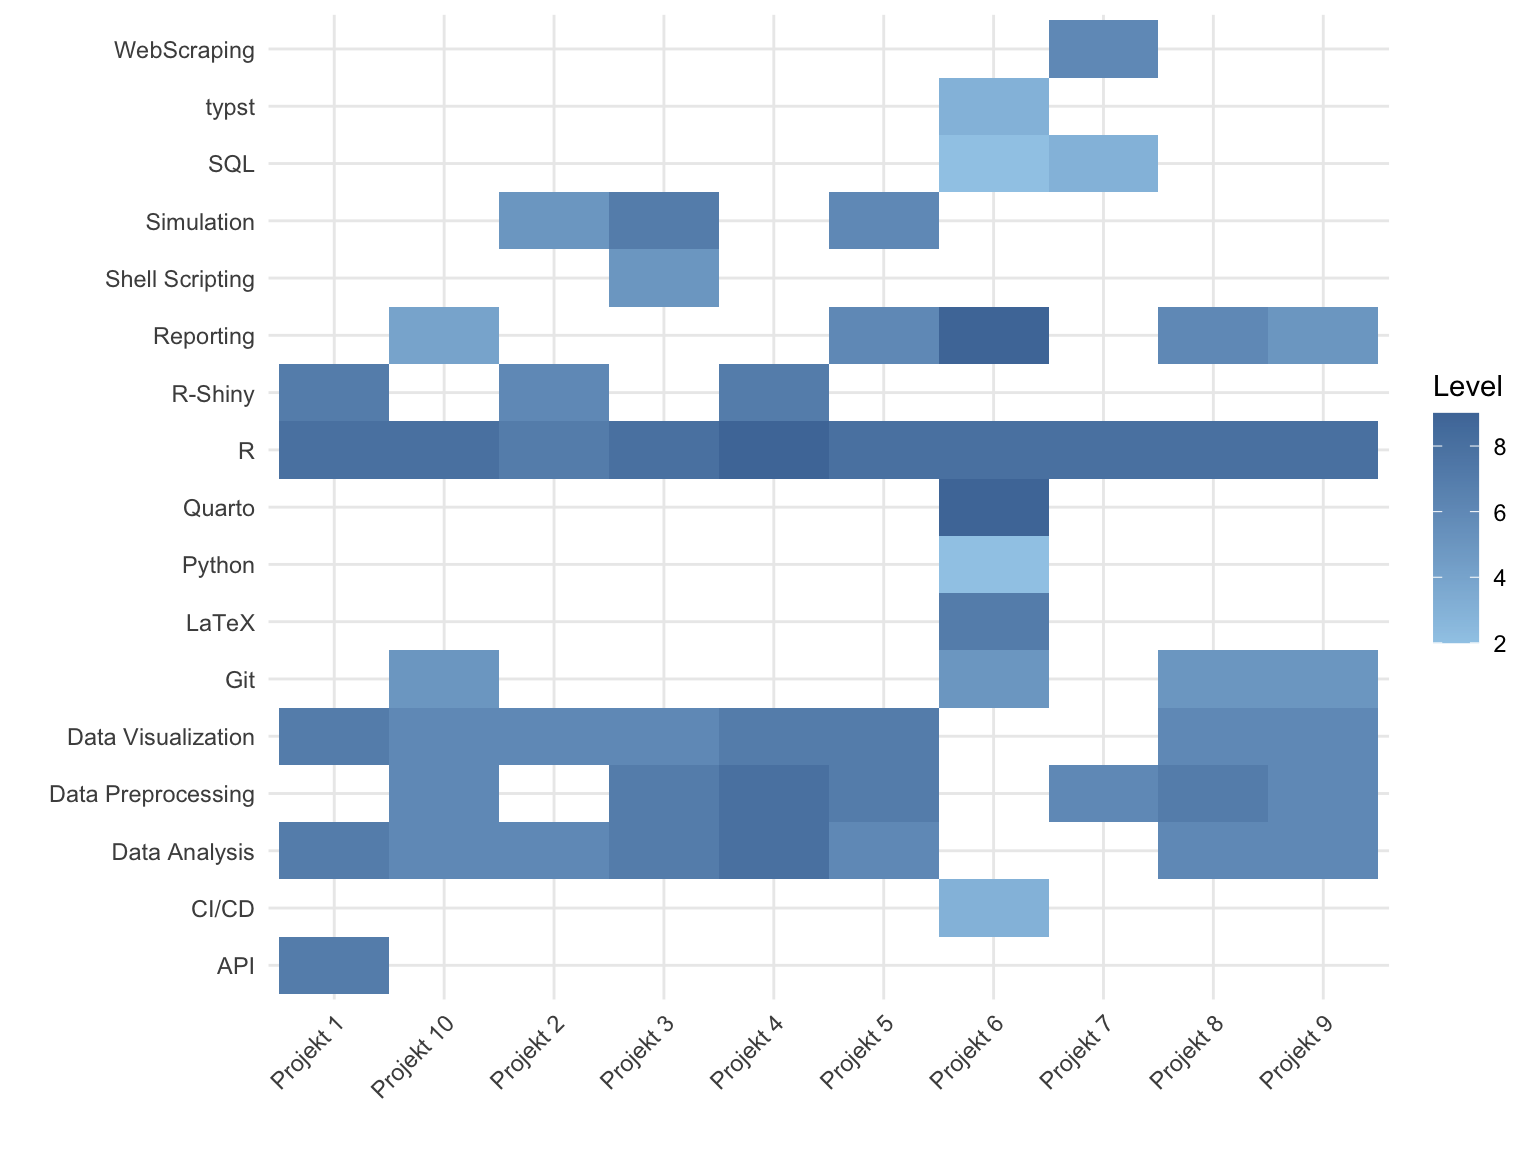 WebScraping
typst
SQL
Simulation
Shell Scripting
Reporting
R-Shiny
R
Quarto
Python
LaTeX
Git
Data Visualization
Data Preprocessing
Data Analysis
CI/CD
API
Projekt 1
Projekt 10
Projekt 2
Projekt 3
Projekt 4
Projekt 5
Projekt 6
Projekt 7
Projekt 8
Projekt 9
Level
8
6
4
2